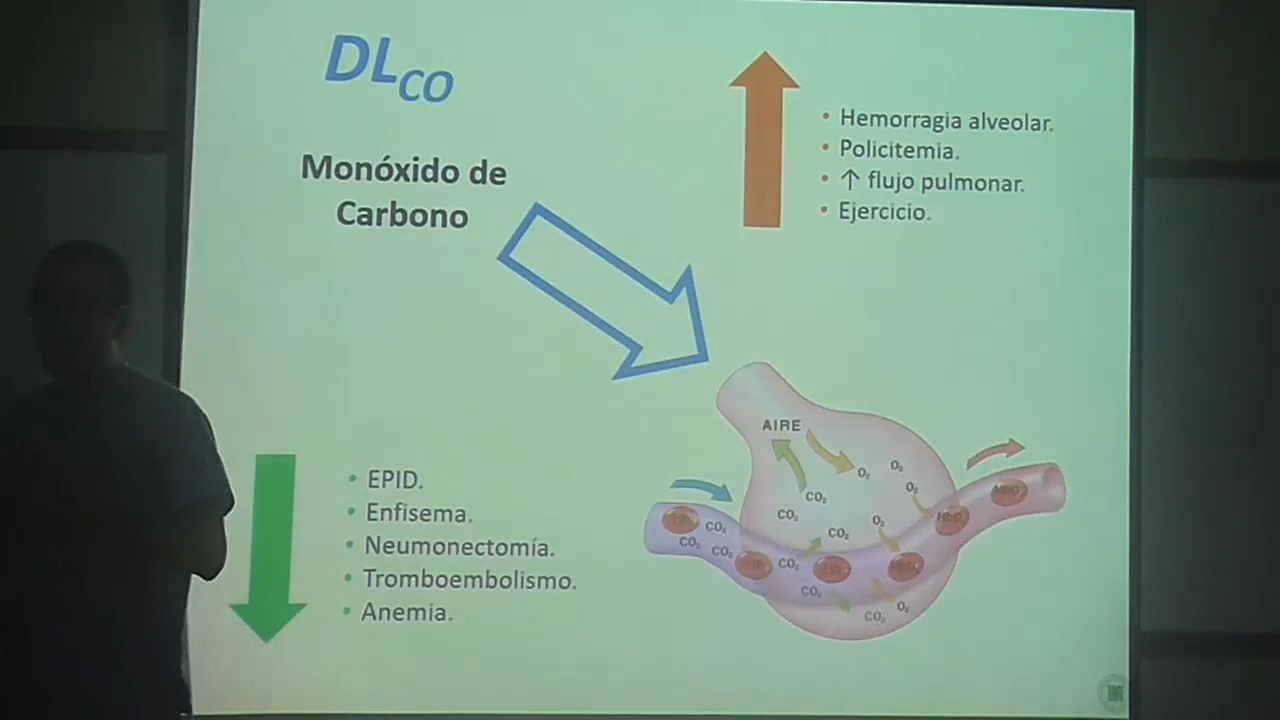 DLCO
Monóxido de
Carbono
• Hemorragia alveolar.
• Policitemia.
• ↑ flujo pulmonar.
• Ejercicio.
• EPID.
• Enfisema.
• Neumonectomía.
• Tromboembolismo.
• Anemia.
AIRE
O₂
O₂
O₂
CO₂
CO₂
O₂
CO₂
CO₂
CO₂
CO₂
CO₂
CO₂
O₂
CO₂
HbO₂